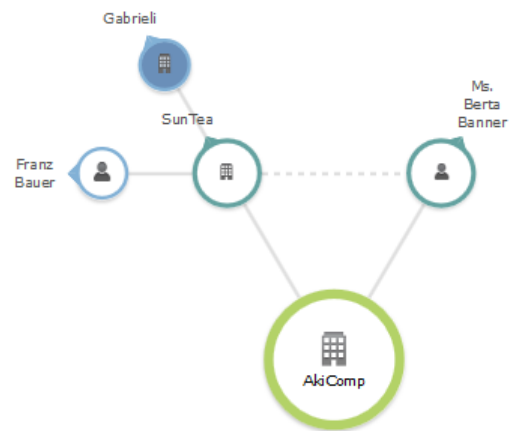 Gabrieli
Ms.
Berta
Banner
SunTea
Franz
Bauer
AkiComp